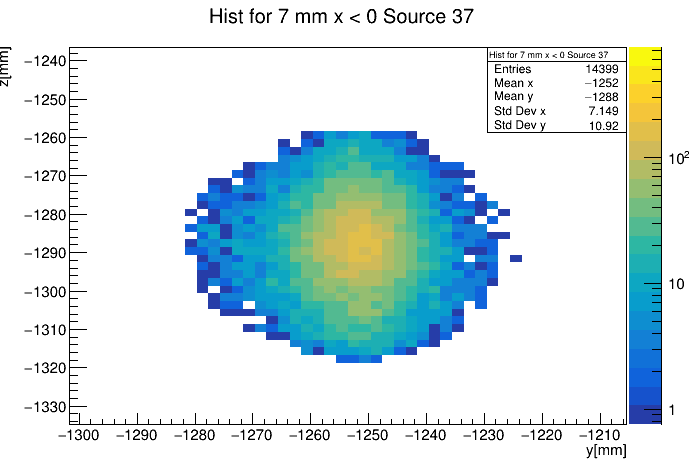 Hist for 7 mm x < 0 Source 37
z[mm]
Hist for 7 mm x < 0 Source 37
Entries 14399
Mean x −1252
Mean y −1288
Std Dev x 7.149
Std Dev y 10.92
−1240
−1250
−1260
−1270
−1280
−1290
−1300
−1310
−1320
−1330
10²
10
1
−1300 −1290 −1280 −1270 −1260 −1250 −1240 −1230 −1220 −1210
y[mm]